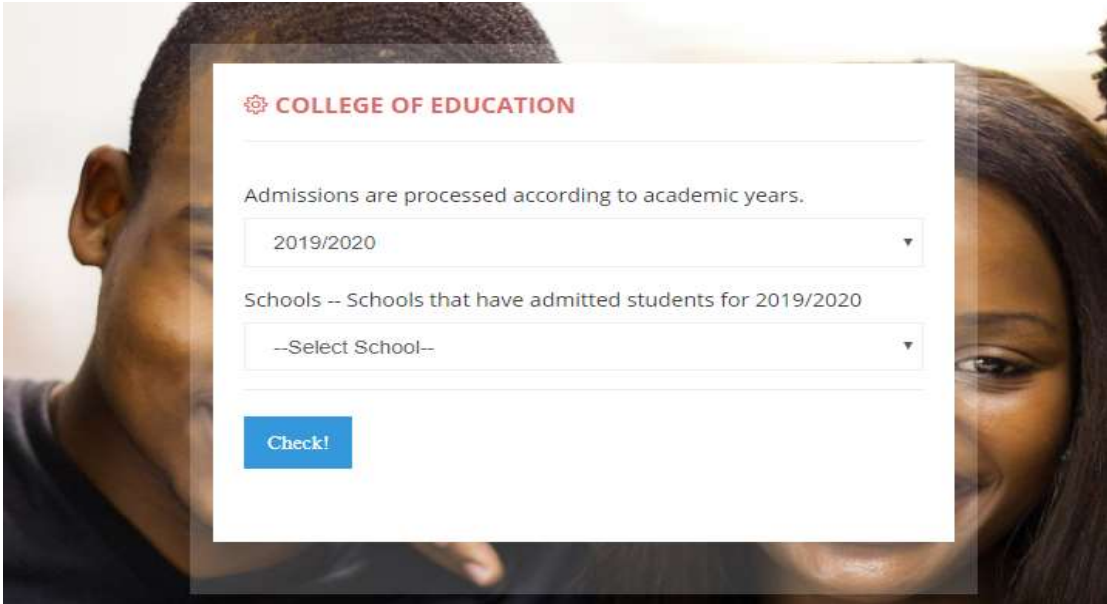 COLLEGE OF EDUCATION
Admissions are processed according to academic years.
2019/2020
Schools -- Schools that have admitted students for 2019/2020
--Select School--
Check!